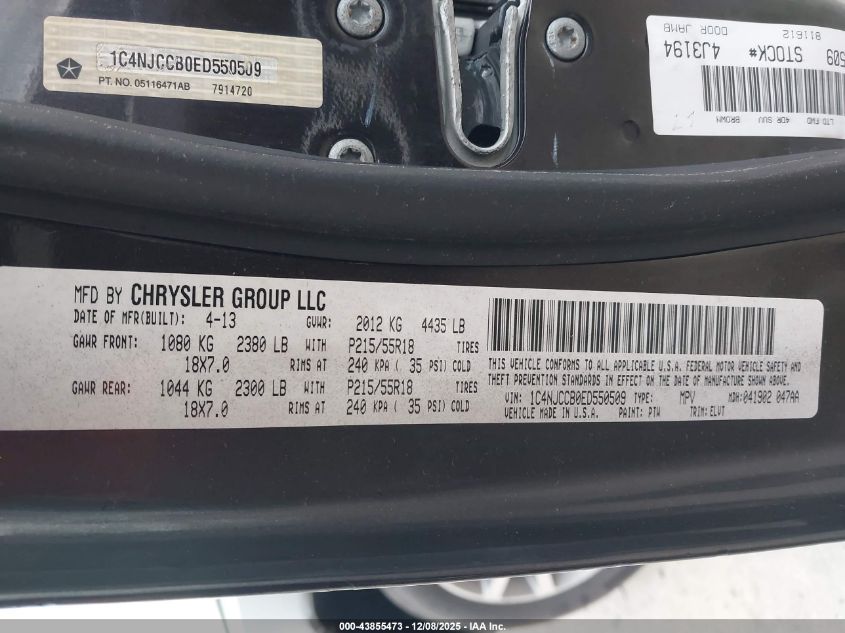 1C4NJCCB0ED550509
PT. NO. 05116471AB 7914720
509 STOCK# 4J3194
811612 DOOR JAMB
LTD FWD 4DR SUV BROWN
MFD BY CHRYSLER GROUP LLC
DATE OF MFR(BUILT): 4-13 GVWR: 2012 KG 4435 LB
GAWR FRONT: 1080 KG 2380 LB WITH P215/55R18 TIRES
18X7.0 RIMS AT 240 KPA ( 35 PSI) COLD
GAWR REAR: 1044 KG 2300 LB WITH P215/55R18 TIRES
18X7.0 RIMS AT 240 KPA ( 35 PSI) COLD
THIS VEHICLE CONFORMS TO ALL APPLICABLE U.S.A. FEDERAL MOTOR VEHICLE SAFETY AND
THEFT PREVENTION STANDARDS IN EFFECT ON THE DATE OF MANUFACTURE SHOWN ABOVE.
VIN: 1C4NJCCB0ED550509 TYPE: MPV MDH:041902 047AA
VEHICLE MADE IN U.S.A. PAINT: PTW TRIM: ELVT
000-43855473 - 12/08/2025 - IAA Inc.